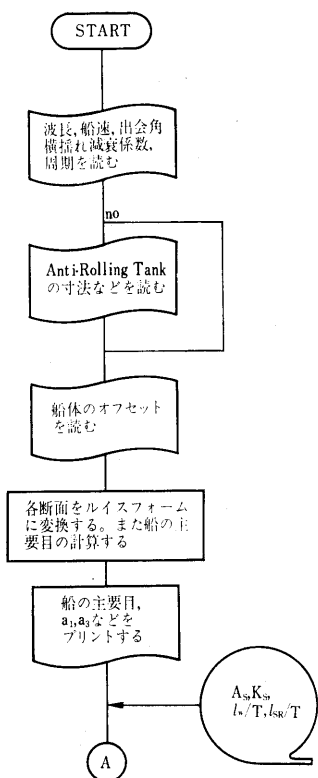 START
波長,船速,出会角
横揺れ減衰係数,
周期を読む
no
Anti-Rolling Tank
の寸法などを読む
船体のオフセット
を読む
各断面をルイスフォーム
に変換する。また船の主
要目の計算する
船の主要目,
a₁,a₃などを
プリントする
A_S,K_S,
l_w/T,l_SR/T
A